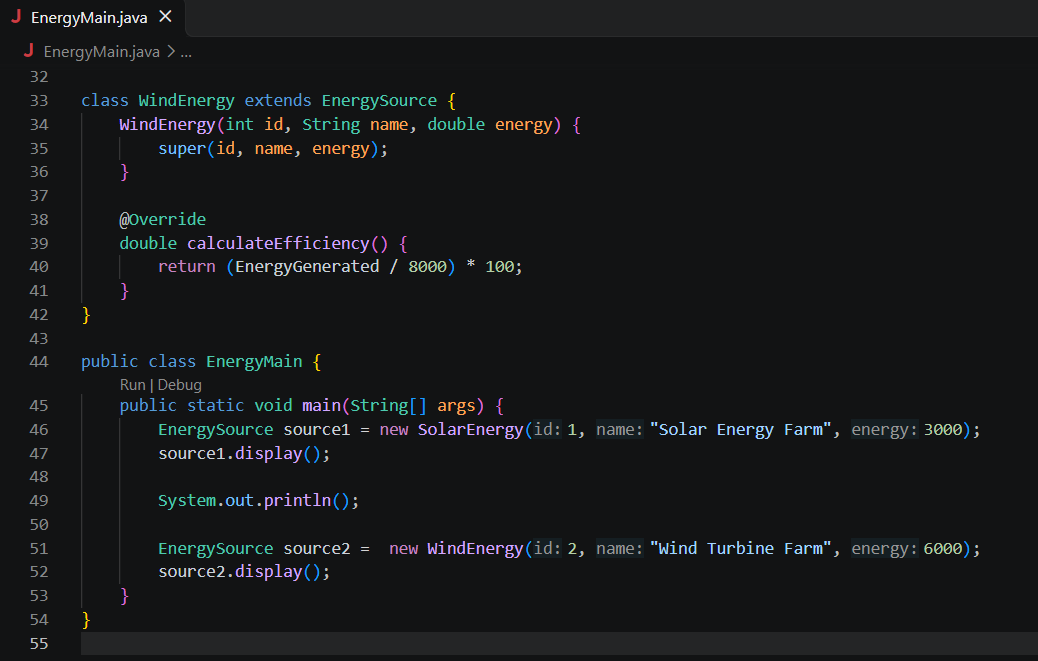 J EnergyMain.java ×
J EnergyMain.java > ...
32
33 class WindEnergy extends EnergySource {
34     WindEnergy(int id, String name, double energy) {
35         super(id, name, energy);
36     }
37
38     @Override
39     double calculateEfficiency() {
40         return (EnergyGenerated / 8000) * 100;
41     }
42 }
43
44 public class EnergyMain {
Run | Debug
45     public static void main(String[] args) {
46         EnergySource source1 = new SolarEnergy(id: 1, name: "Solar Energy Farm", energy: 3000);
47         source1.display();
48
49         System.out.println();
50
51         EnergySource source2 =  new WindEnergy(id: 2, name: "Wind Turbine Farm", energy: 6000);
52         source2.display();
53     }
54 }
55